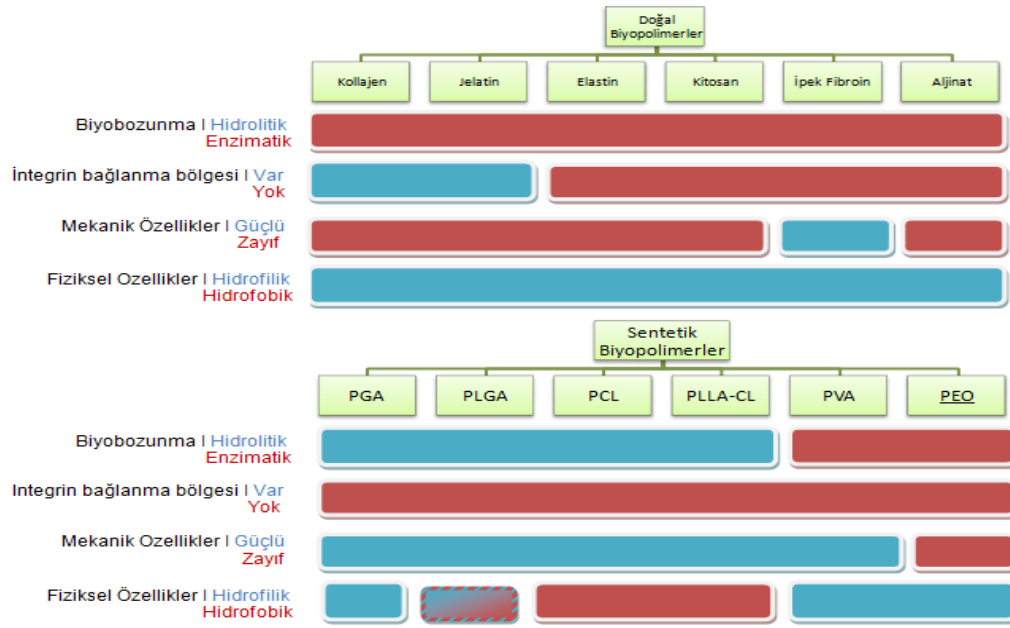 Doğal
Biyopolimerler
Kollajen
Jelatin
Elastin
Kitosan
İpek Fibroin
Aljinat
Biyobozunma I Hidrolitik
Enzimatik
İntegrin bağlanma bölgesi I Var
Yok
Mekanik Özellikler I Güçlü
Zayıf
Fiziksel Ozellikler I Hidrofilik
Hidrofobik
Sentetik
Biyopolimerler
PGA
PLGA
PCL
PLLA-CL
PVA
PEO
Biyobozunma I Hidrolitik
Enzimatik
Integrin bağlanma bölgesi I Var
Yok
Mekanik Ozellikler I Güçlü
Zayıf
Fiziksel Özellikler I Hidrofilik
Hidrofobik